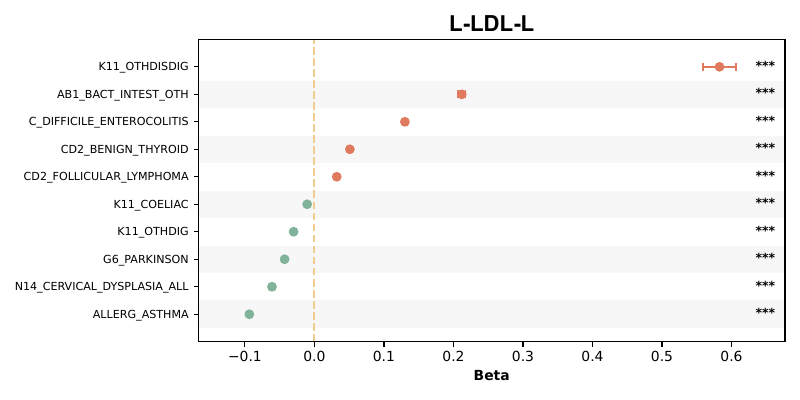 L-LDL-L
K11_OTHDISDIG ***
AB1_BACT_INTEST_OTH ***
C_DIFFICILE_ENTEROCOLITIS ***
CD2_BENIGN_THYROID ***
CD2_FOLLICULAR_LYMPHOMA ***
K11_COELIAC ***
K11_OTHDIG ***
G6_PARKINSON ***
N14_CERVICAL_DYSPLASIA_ALL ***
ALLERG_ASTHMA ***
−0.1 0.0 0.1 0.2 0.3 0.4 0.5 0.6
Beta